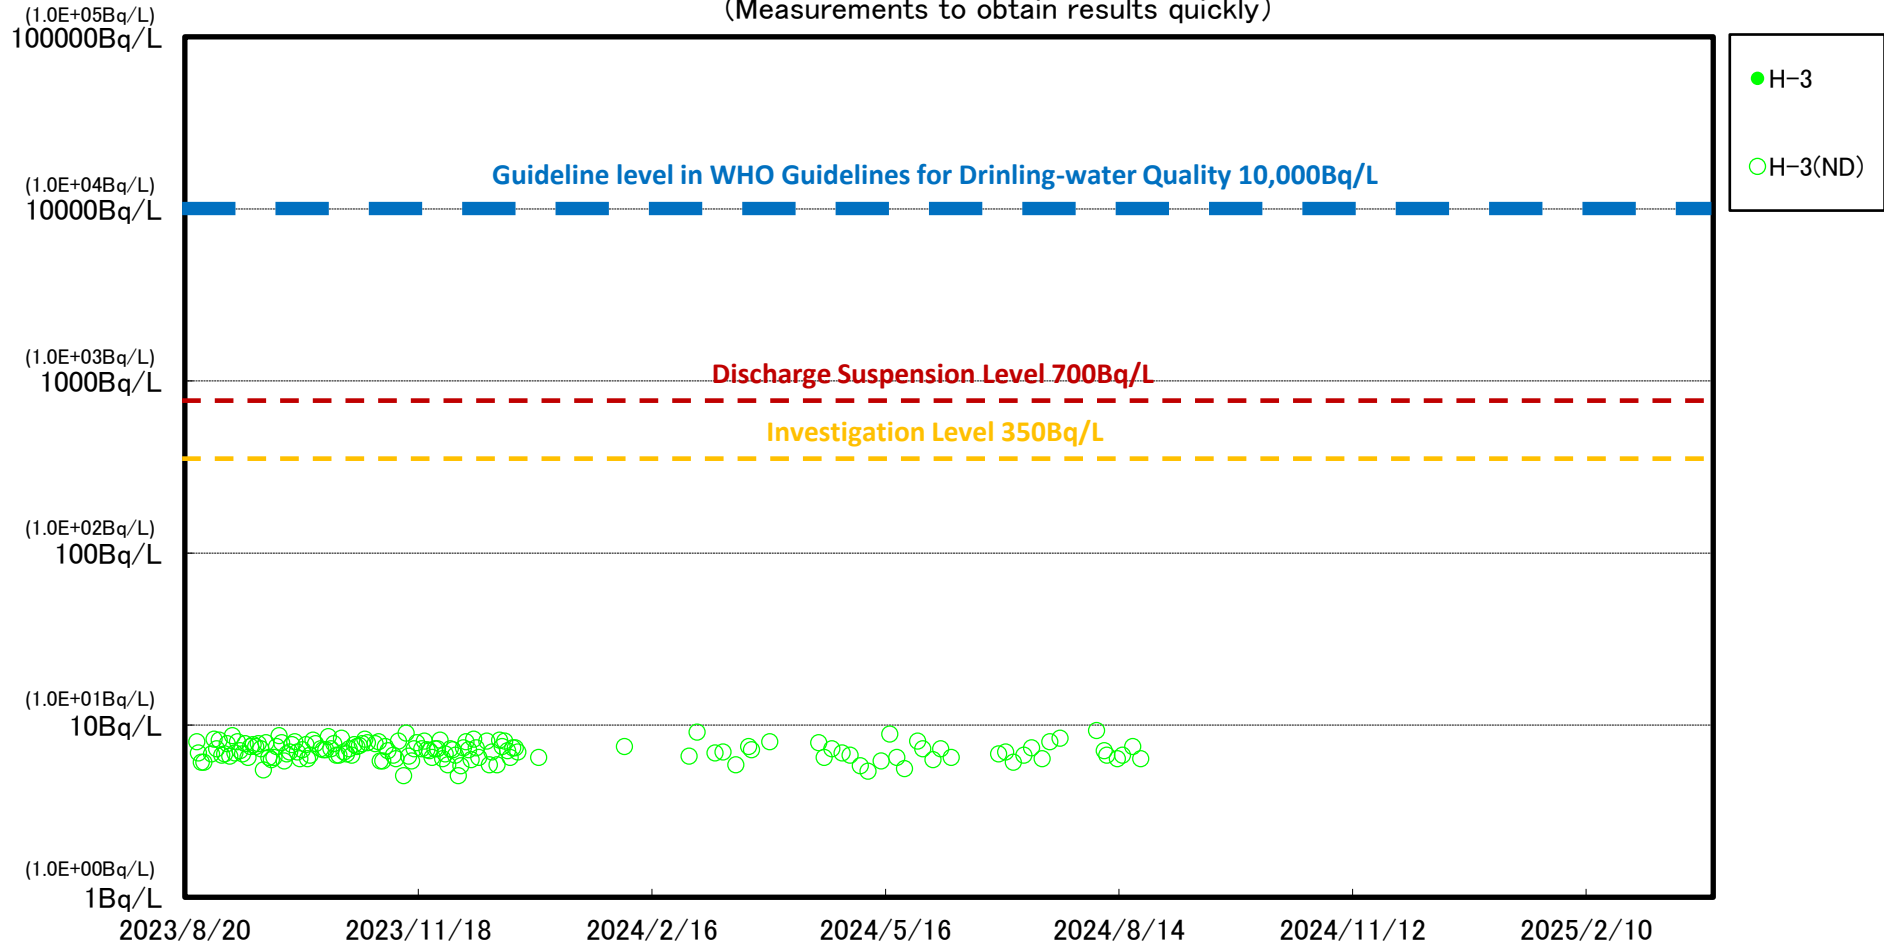 (Measurements to obtain results quickly)
(1.0E+05Bq/L)
100000Bq/L
H-3
H-3(ND)
Guideline level in WHO Guidelines for Drinling-water Quality 10,000Bq/L
(1.0E+04Bq/L)
10000Bq/L
(1.0E+03Bq/L)
1000Bq/L
Discharge Suspension Level 700Bq/L
Investigation Level 350Bq/L
(1.0E+02Bq/L)
100Bq/L
(1.0E+01Bq/L)
10Bq/L
(1.0E+00Bq/L)
1Bq/L
2023/8/20 2023/11/18 2024/2/16 2024/5/16 2024/8/14 2024/11/12 2025/2/10